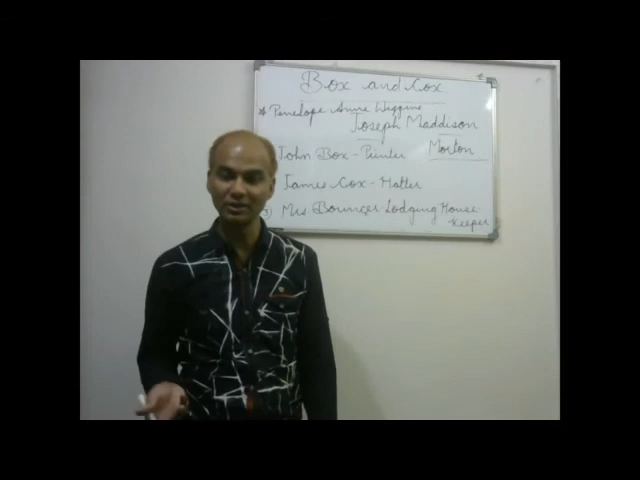 Box and Cox
* Penelope Anne Wiggins
Joseph Maddison
Morton
John Box - Printer
James Cox - Hatter
3) Mrs Bouncer - Lodging House-
keeper